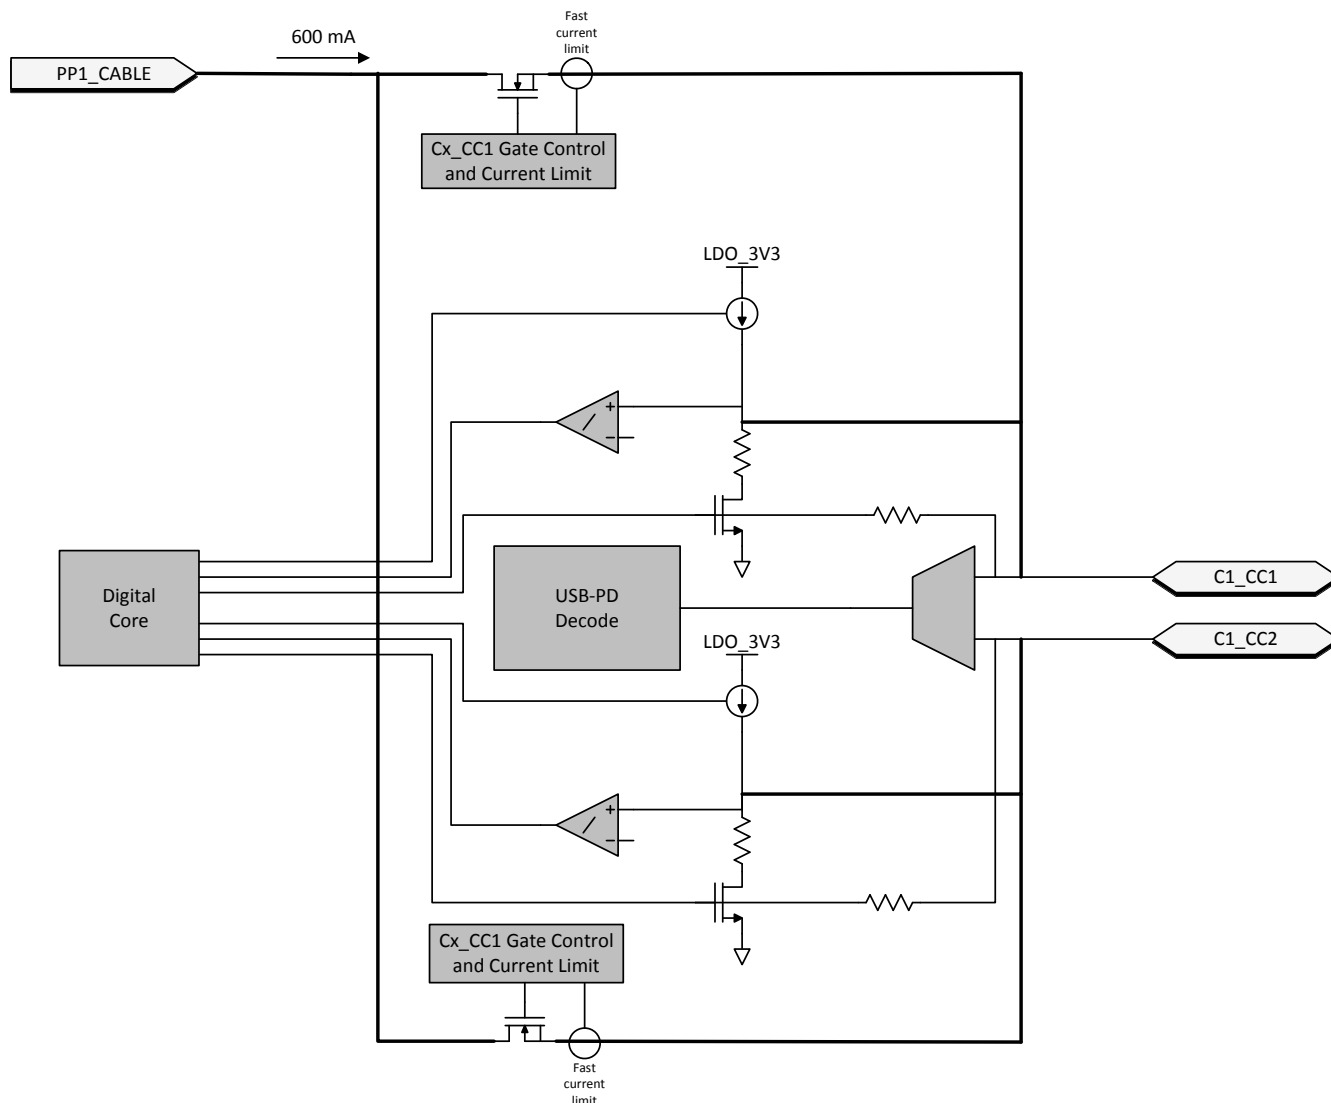 600 mA
Fast
current
limit
PP1_CABLE
Cx_CC1 Gate Control
and Current Limit
LDO_3V3
+
−
Digital
Core
USB-PD
Decode
C1_CC1
C1_CC2
LDO_3V3
+
−
Cx_CC1 Gate Control
and Current Limit
Fast
current
limit